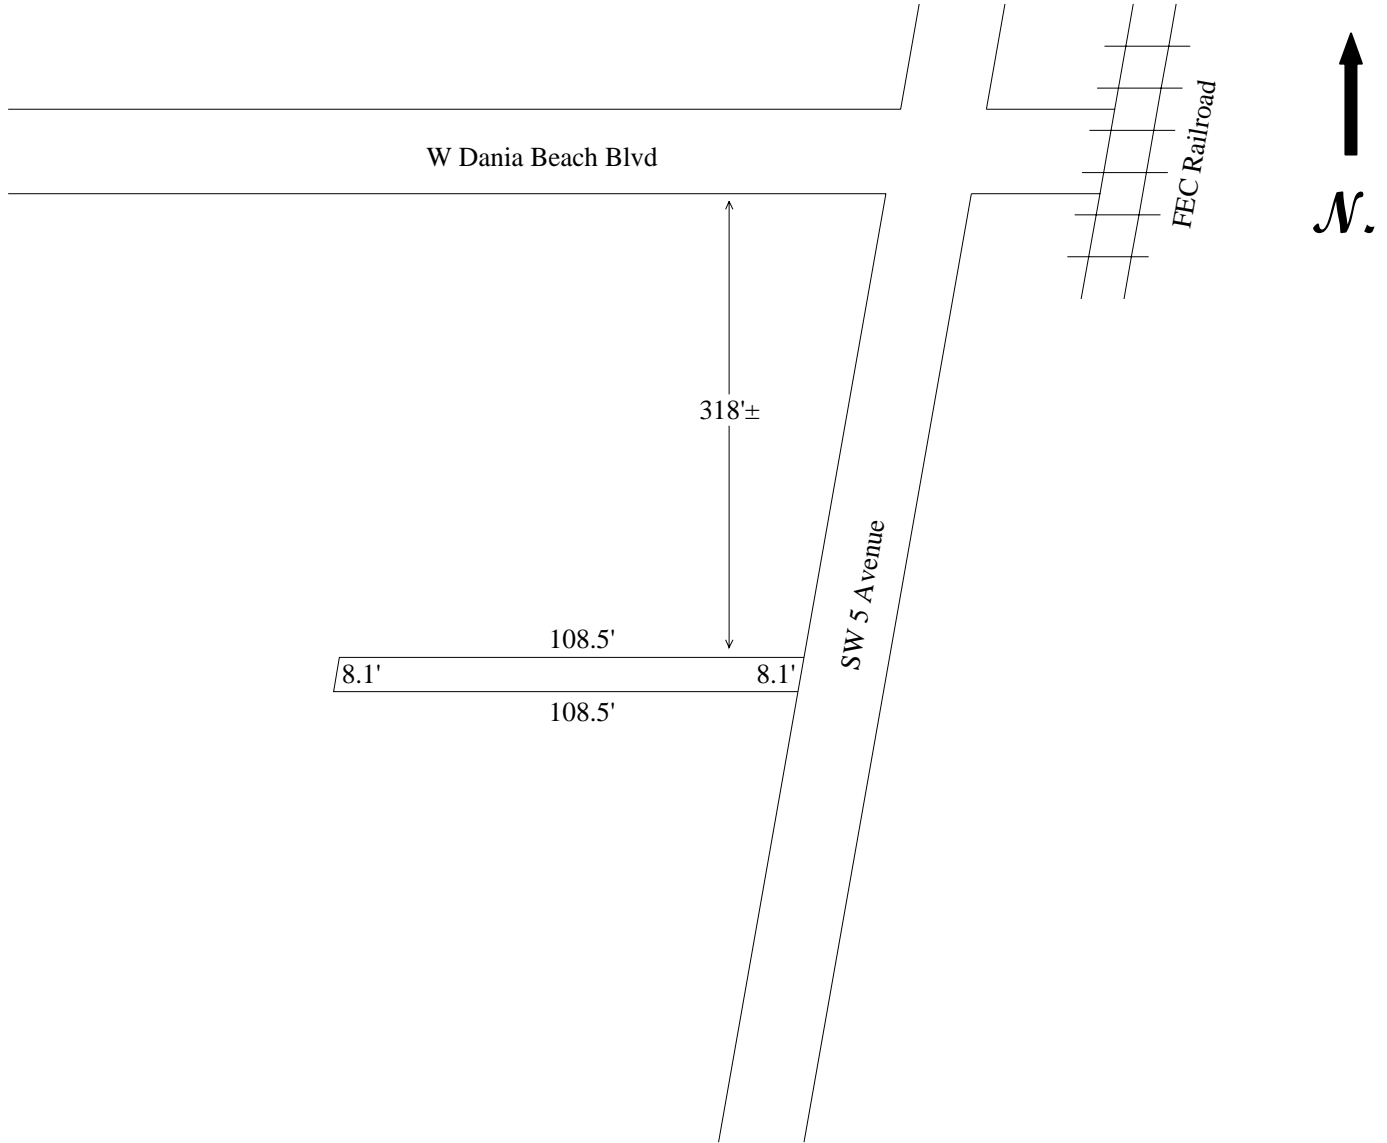 W Dania Beach Blvd
FEC Railroad
N.
318'±
SW 5 Avenue
108.5'
8.1'
8.1'
108.5'